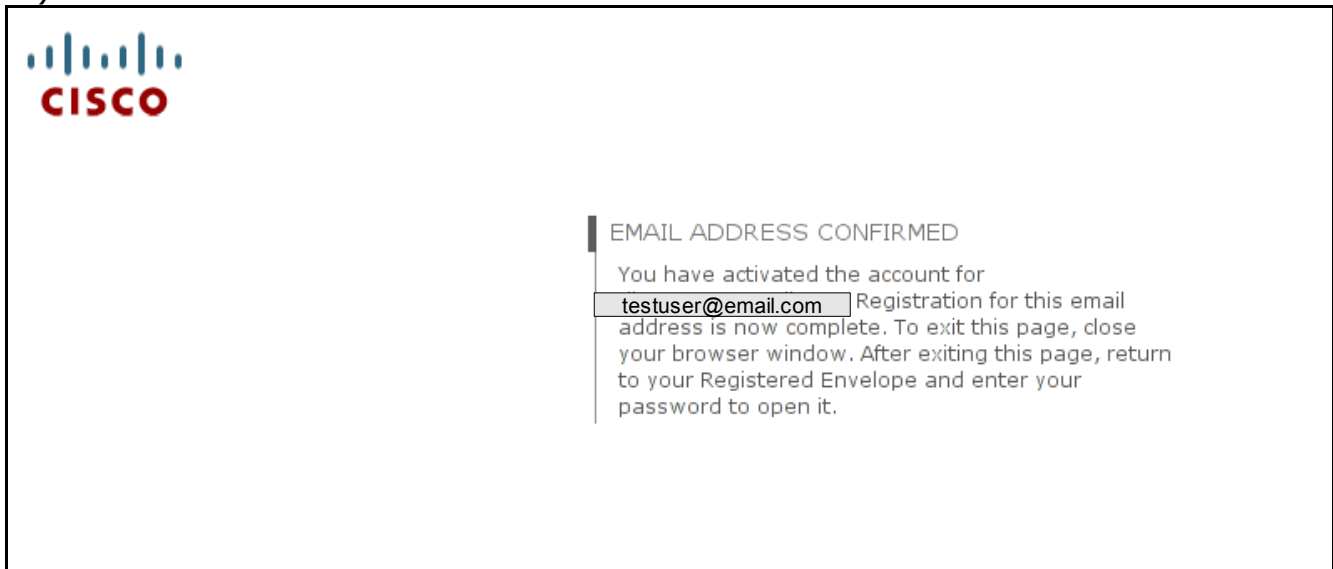 CISCO
EMAIL ADDRESS CONFIRMED
You have activated the account for
testuser@email.com Registration for this email
address is now complete. To exit this page, close
your browser window. After exiting this page, return
to your Registered Envelope and enter your
password to open it.